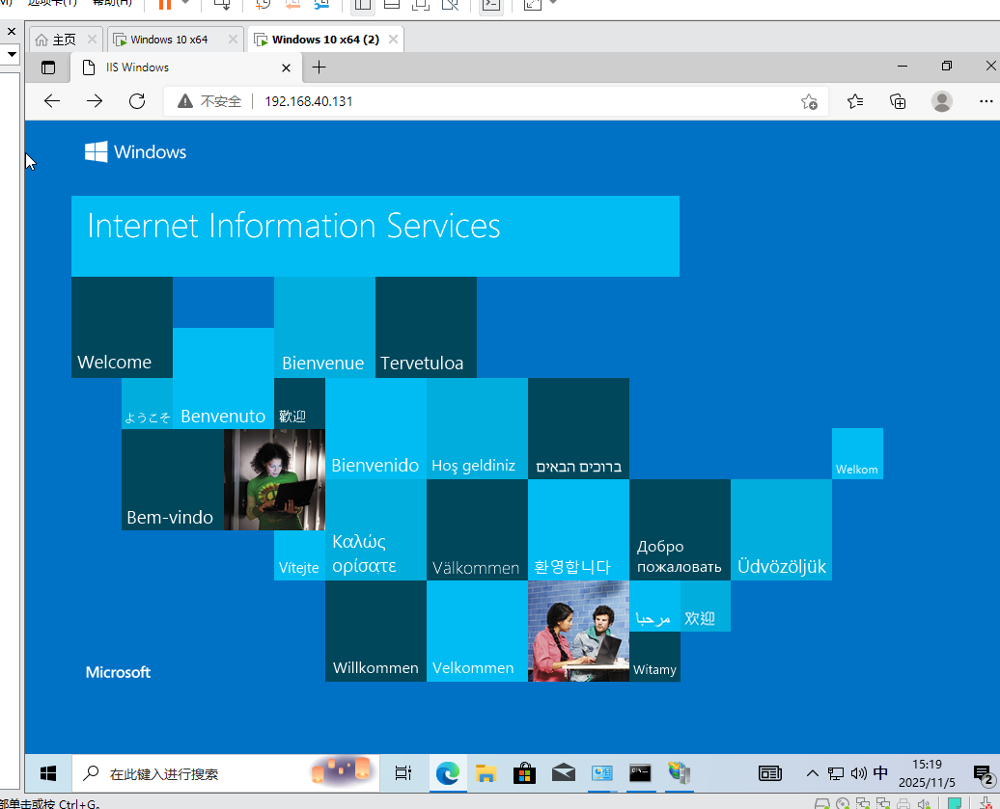 选项卡(T) 帮助(H)
主页
Windows 10 x64
Windows 10 x64 (2)
IIS Windows
不安全
192.168.40.131
Windows
Internet Information Services
Welcome
Bienvenue
Tervetuloa
ようこそ
Benvenuto
歡迎
Bienvenido
Hoş geldiniz
ברוכים הבאים
Welkom
Bem-vindo
Vítejte
Καλώς
ορίσατε
Välkommen
환영합니다
Добро
пожаловать
Üdvözöljük
Willkommen
Velkommen
مرحبا
欢迎
Witamy
Microsoft
在此键入进行搜索
中
15:19
2025/11/5
2
部单击或按 Ctrl+G。